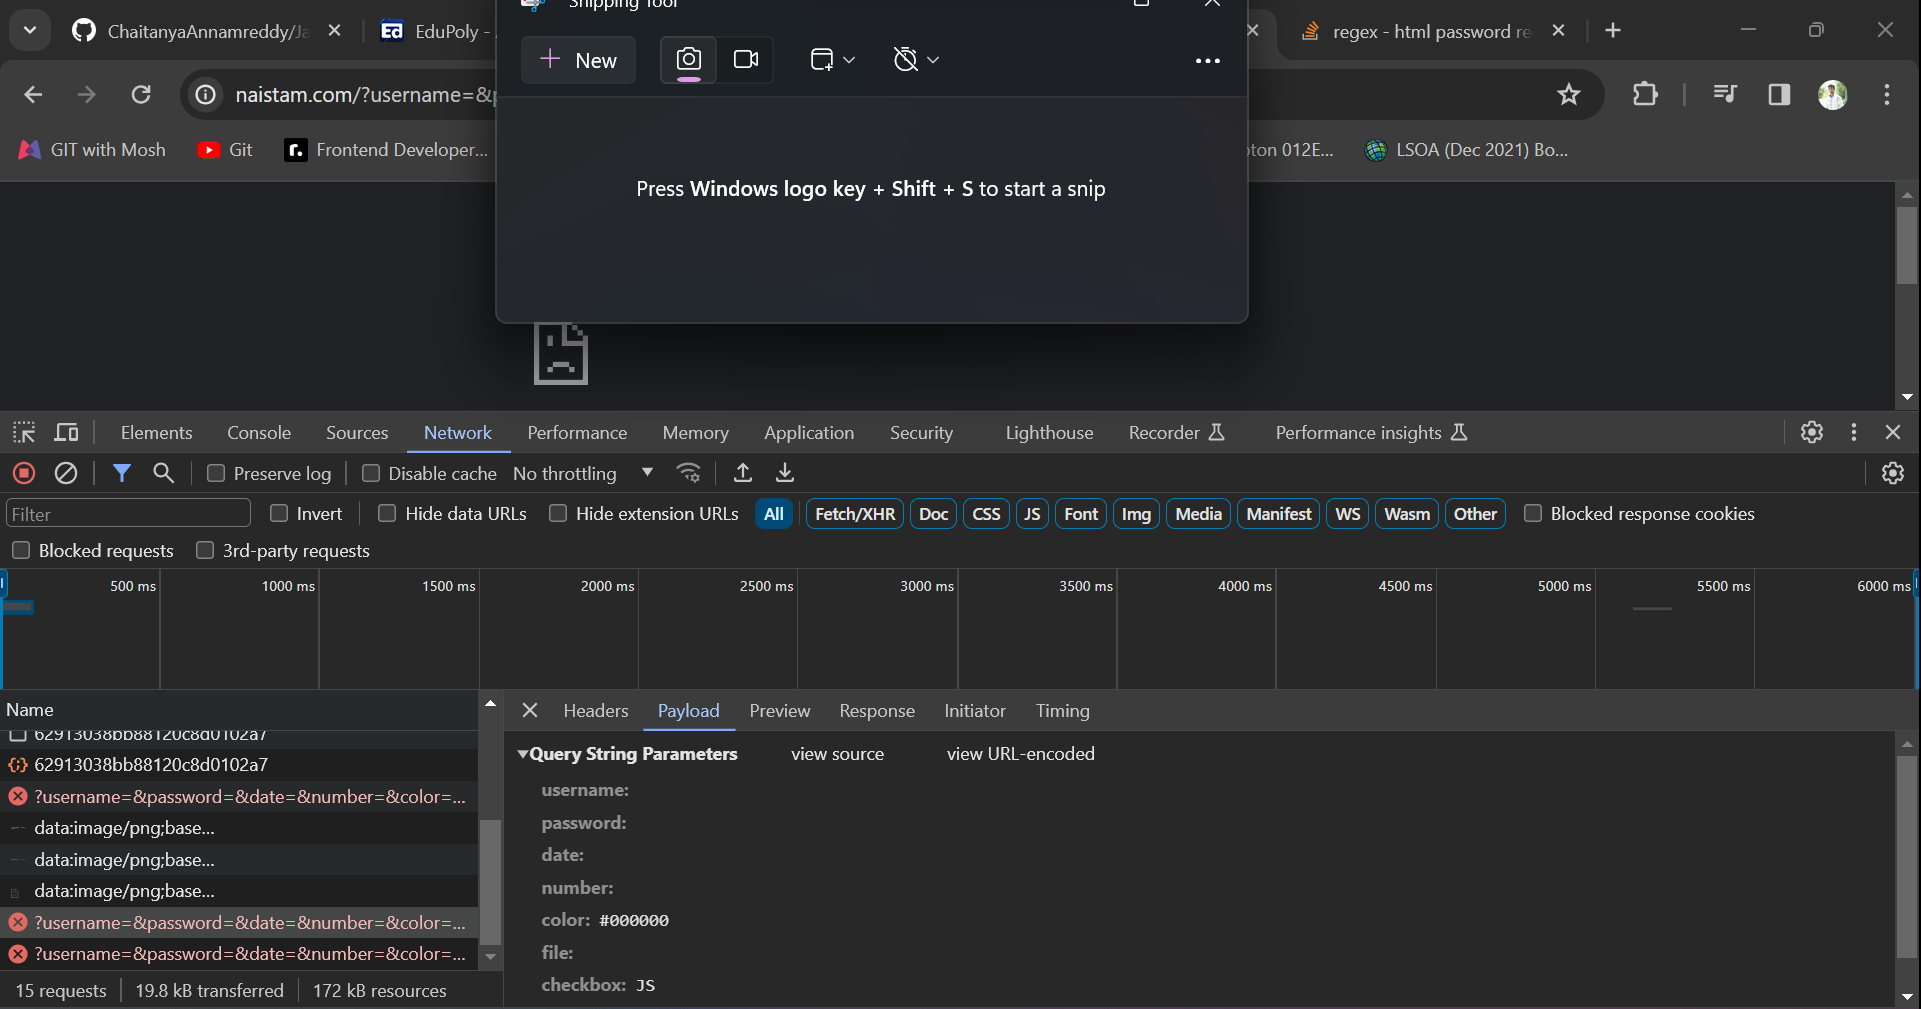 Snipping Tool
ChaitanyaAnnamreddy/Ja
EduPoly -
New
regex - html password re
naistam.com/?username=&p
GIT with Mosh
Git
Frontend Developer...
ton 012E...
LSOA (Dec 2021) Bo...
Press Windows logo key + Shift + S to start a snip
Elements Console Sources Network Performance Memory Application Security Lighthouse Recorder Performance insights
Preserve log Disable cache No throttling
Filter Invert Hide data URLs Hide extension URLs All Fetch/XHR Doc CSS JS Font Img Media Manifest WS Wasm Other Blocked response cookies
Blocked requests 3rd-party requests
500 ms 1000 ms 1500 ms 2000 ms 2500 ms 3000 ms 3500 ms 4000 ms 4500 ms 5000 ms 5500 ms 6000 ms
Name
62913038bb88120c8d0102a7
62913038bb88120c8d0102a7
?username=&password=&date=&number=&color=...
data:image/png;base...
data:image/png;base...
data:image/png;base...
?username=&password=&date=&number=&color=...
?username=&password=&date=&number=&color=...
15 requests 19.8 kB transferred 172 kB resources
Headers Payload Preview Response Initiator Timing
Query String Parameters view source view URL-encoded
username:
password:
date:
number:
color: #000000
file:
checkbox: JS